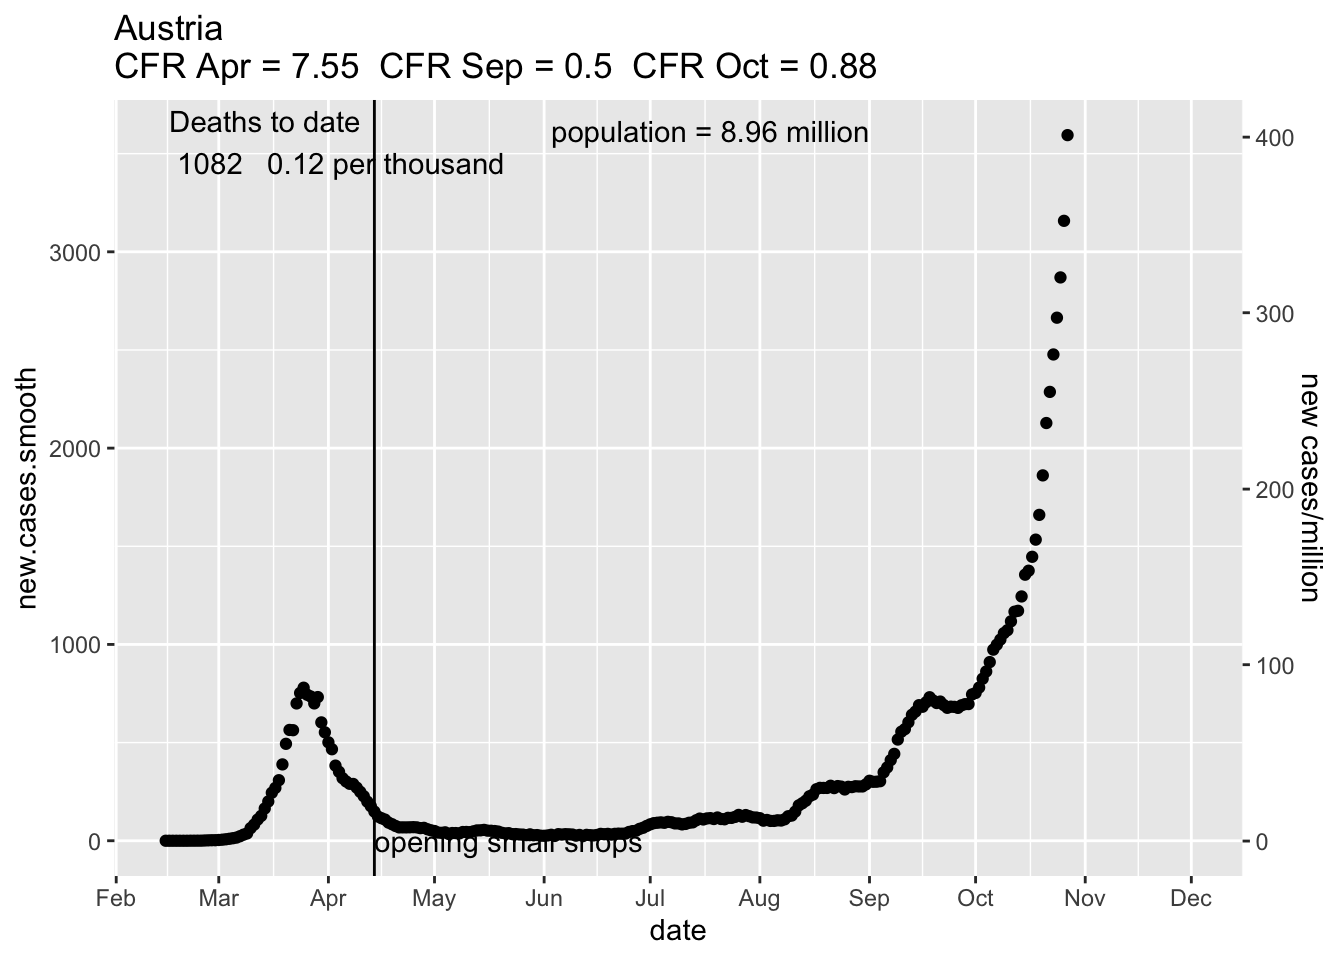 Austria
CFR Apr = 7.55  CFR Sep = 0.5  CFR Oct = 0.88
Deaths to date
1082   0.12 per thousand
population = 8.96 million
new.cases.smooth
3000
2000
1000
0
400
300
200
100
0
new cases/million
opening small shops
Feb Mar Apr May Jun Jul Aug Sep Oct Nov Dec
date